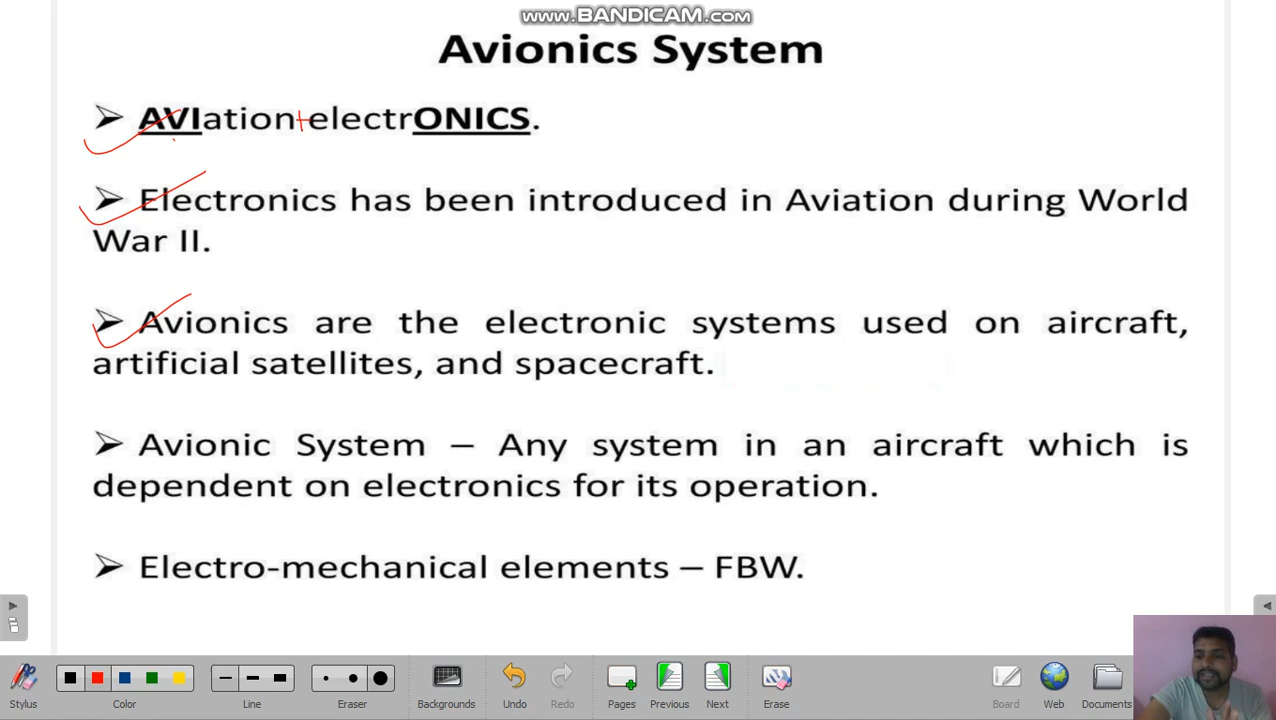 www.BANDICAM.com
Avionics System
➢ AVIation+electrONICS.
➢ Electronics has been introduced in Aviation during World
War II.
➢ Avionics are the electronic systems used on aircraft,
artificial satellites, and spacecraft.
➢ Avionic System – Any system in an aircraft which is
dependent on electronics for its operation.
➢ Electro-mechanical elements – FBW.
Stylus Color Line Eraser Backgrounds Undo Redo Pages Previous Next Erase Board Web Documents